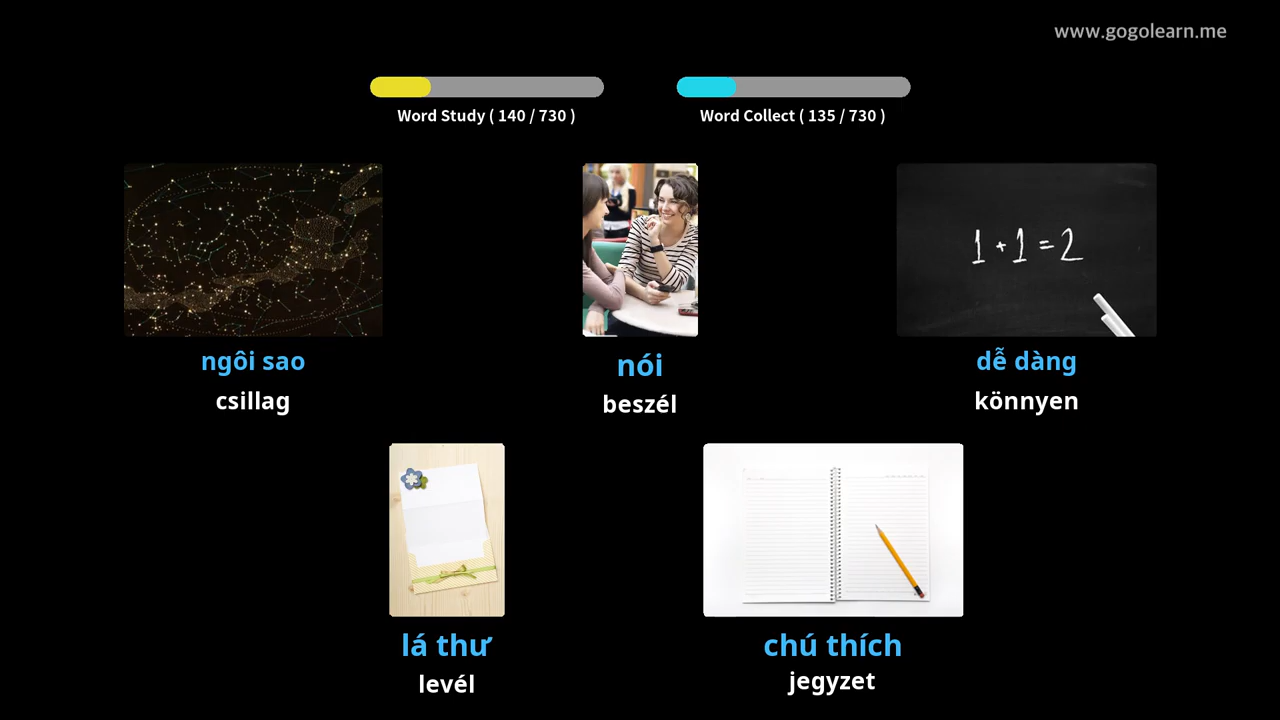 www.gogolearn.me
Word Study ( 140 / 730 )
Word Collect ( 135 / 730 )
1 + 1 = 2
ngôi sao
csillag
nói
beszél
dễ dàng
könnyen
lá thư
levél
chú thích
jegyzet